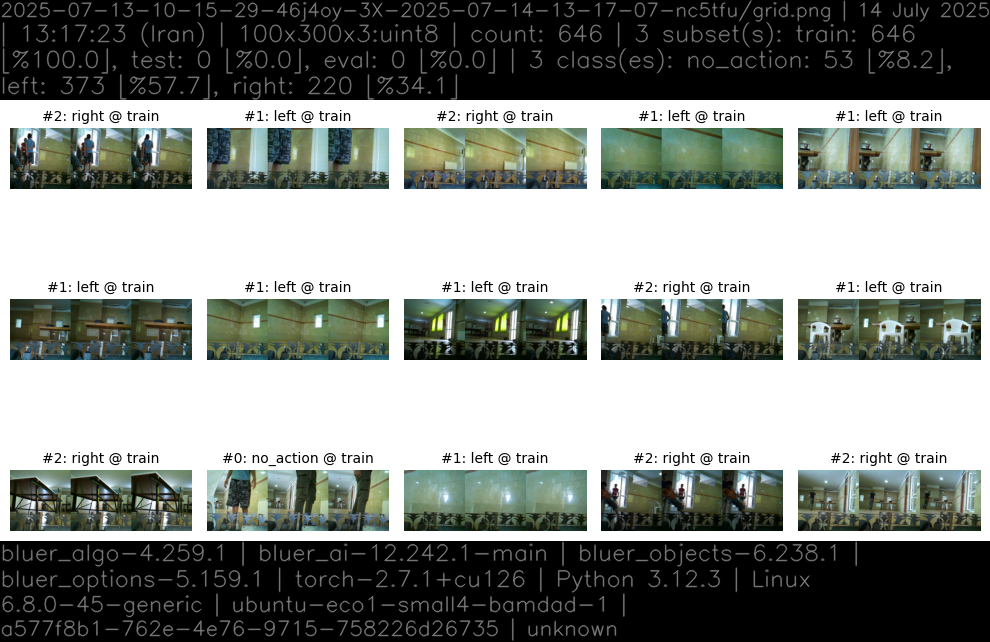 2025-07-13-10-15-29-46j4oy-3X-2025-07-14-13-17-07-nc5tfu/grid.png | 14 July 2025
| 13:17:23 (Iran) | 100x300x3:uint8 | count: 646 | 3 subset(s): train: 646
[%100.0], test: 0 [%0.0], eval: 0 [%0.0] | 3 class(es): no_action: 53 [%8.2],
left: 373 [%57.7], right: 220 [%34.1]
#2: right @ train #1: left @ train #2: right @ train #1: left @ train #1: left @ train
#1: left @ train #1: left @ train #1: left @ train #2: right @ train #1: left @ train
#2: right @ train #0: no_action @ train #1: left @ train #2: right @ train #2: right @ train
bluer_algo-4.259.1 | bluer_ai-12.242.1-main | bluer_objects-6.238.1 |
bluer_options-5.159.1 | torch-2.7.1+cu126 | Python 3.12.3 | Linux
6.8.0-45-generic | ubuntu-eco1-small4-bamdad-1 |
a577f8b1-762e-4e76-9715-758226d26735 | unknown